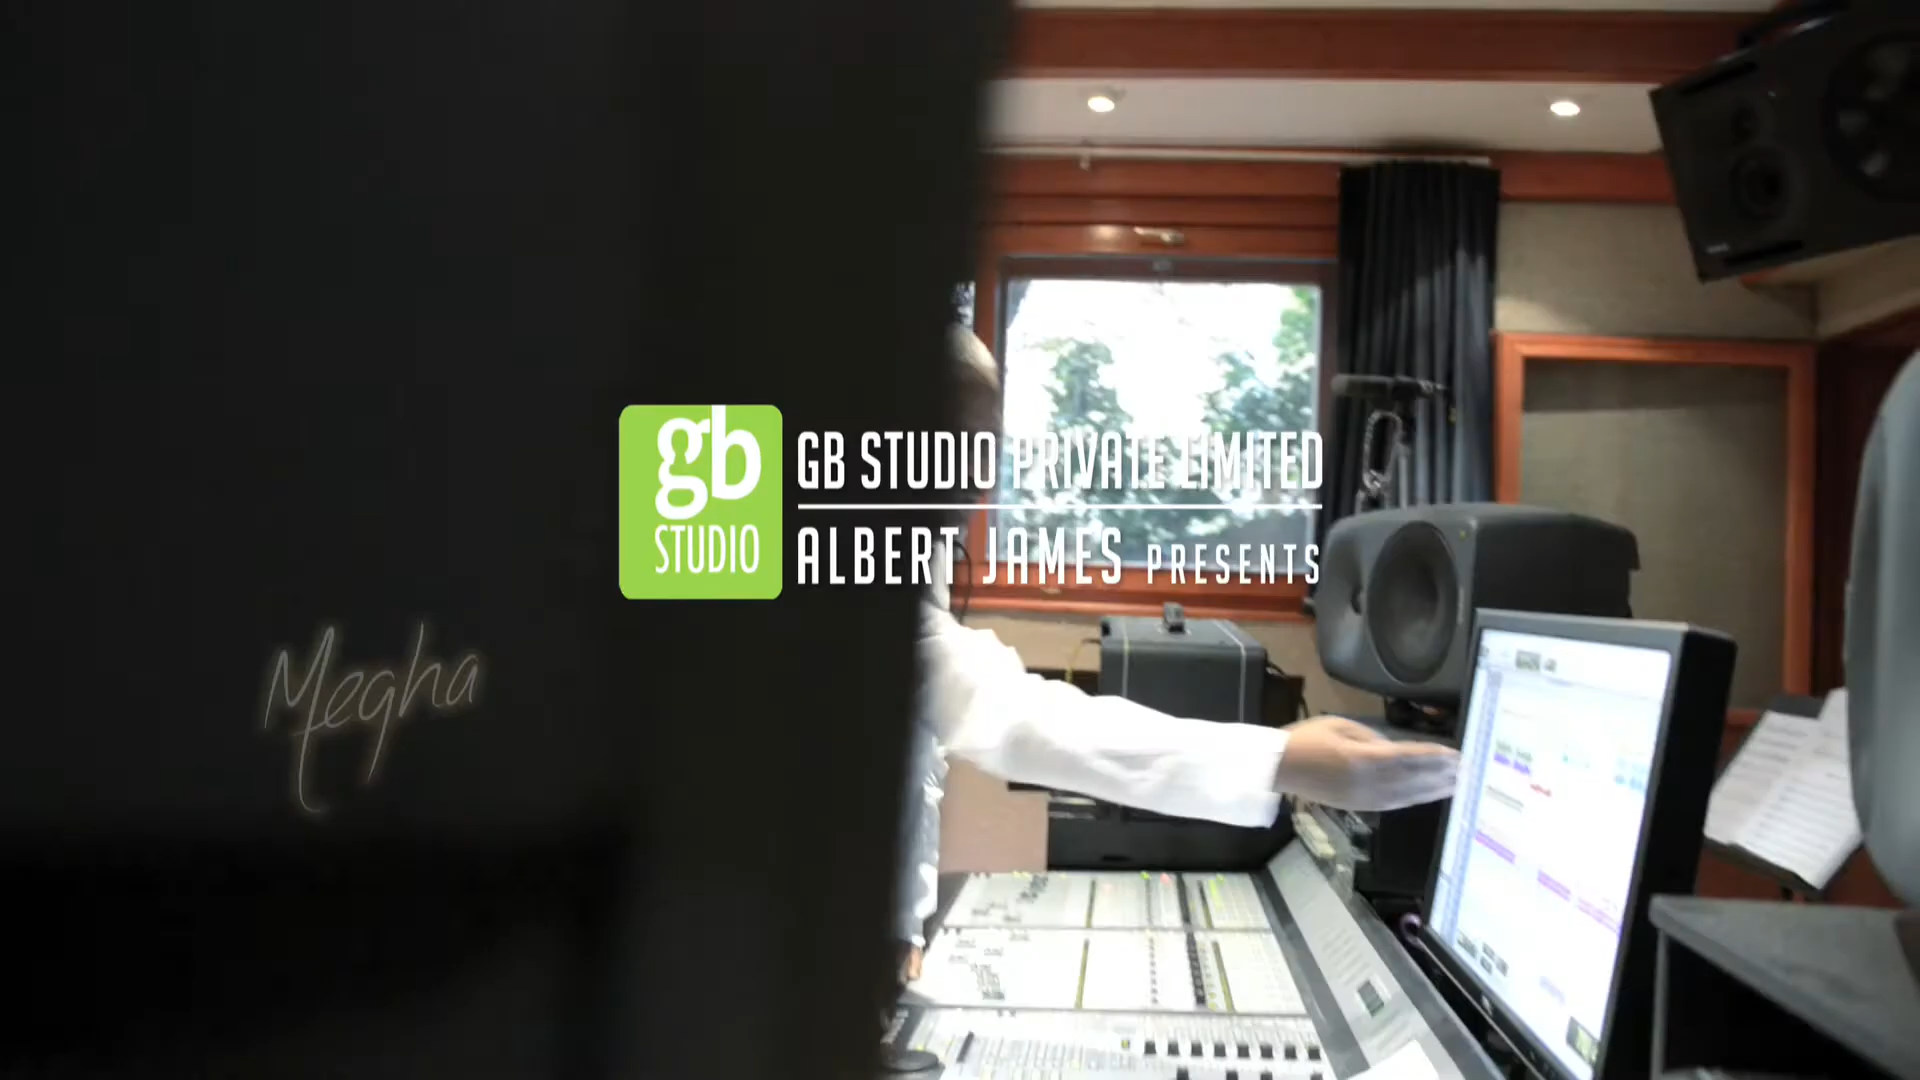 gb
STUDIO
GB STUDIO PRIVATE LIMITED
ALBERT JAMES PRESENTS
Megha